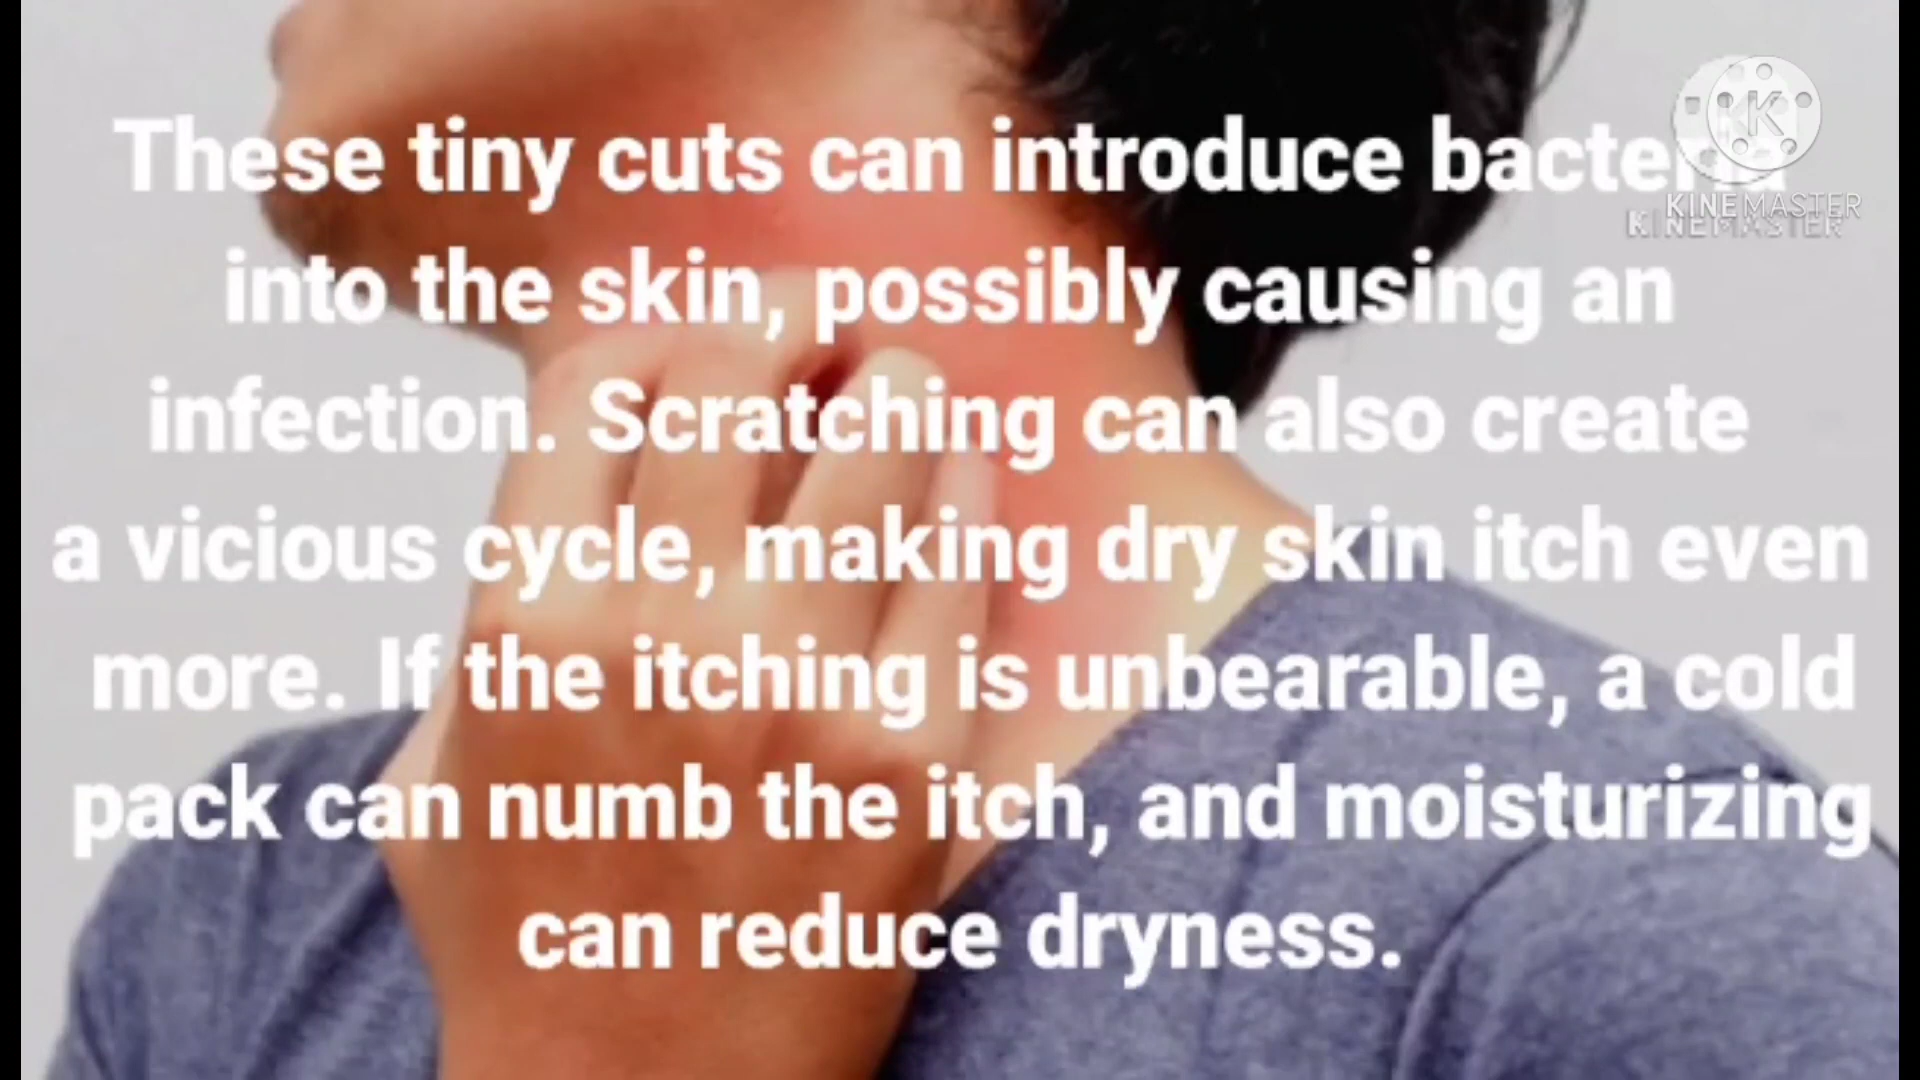 These tiny cuts can introduce bacteria
into the skin, possibly causing an
infection. Scratching can also create
a vicious cycle, making dry skin itch even
more. If the itching is unbearable, a cold
pack can numb the itch, and moisturizing
can reduce dryness.
K
KINEMASTER
KINEMASTER